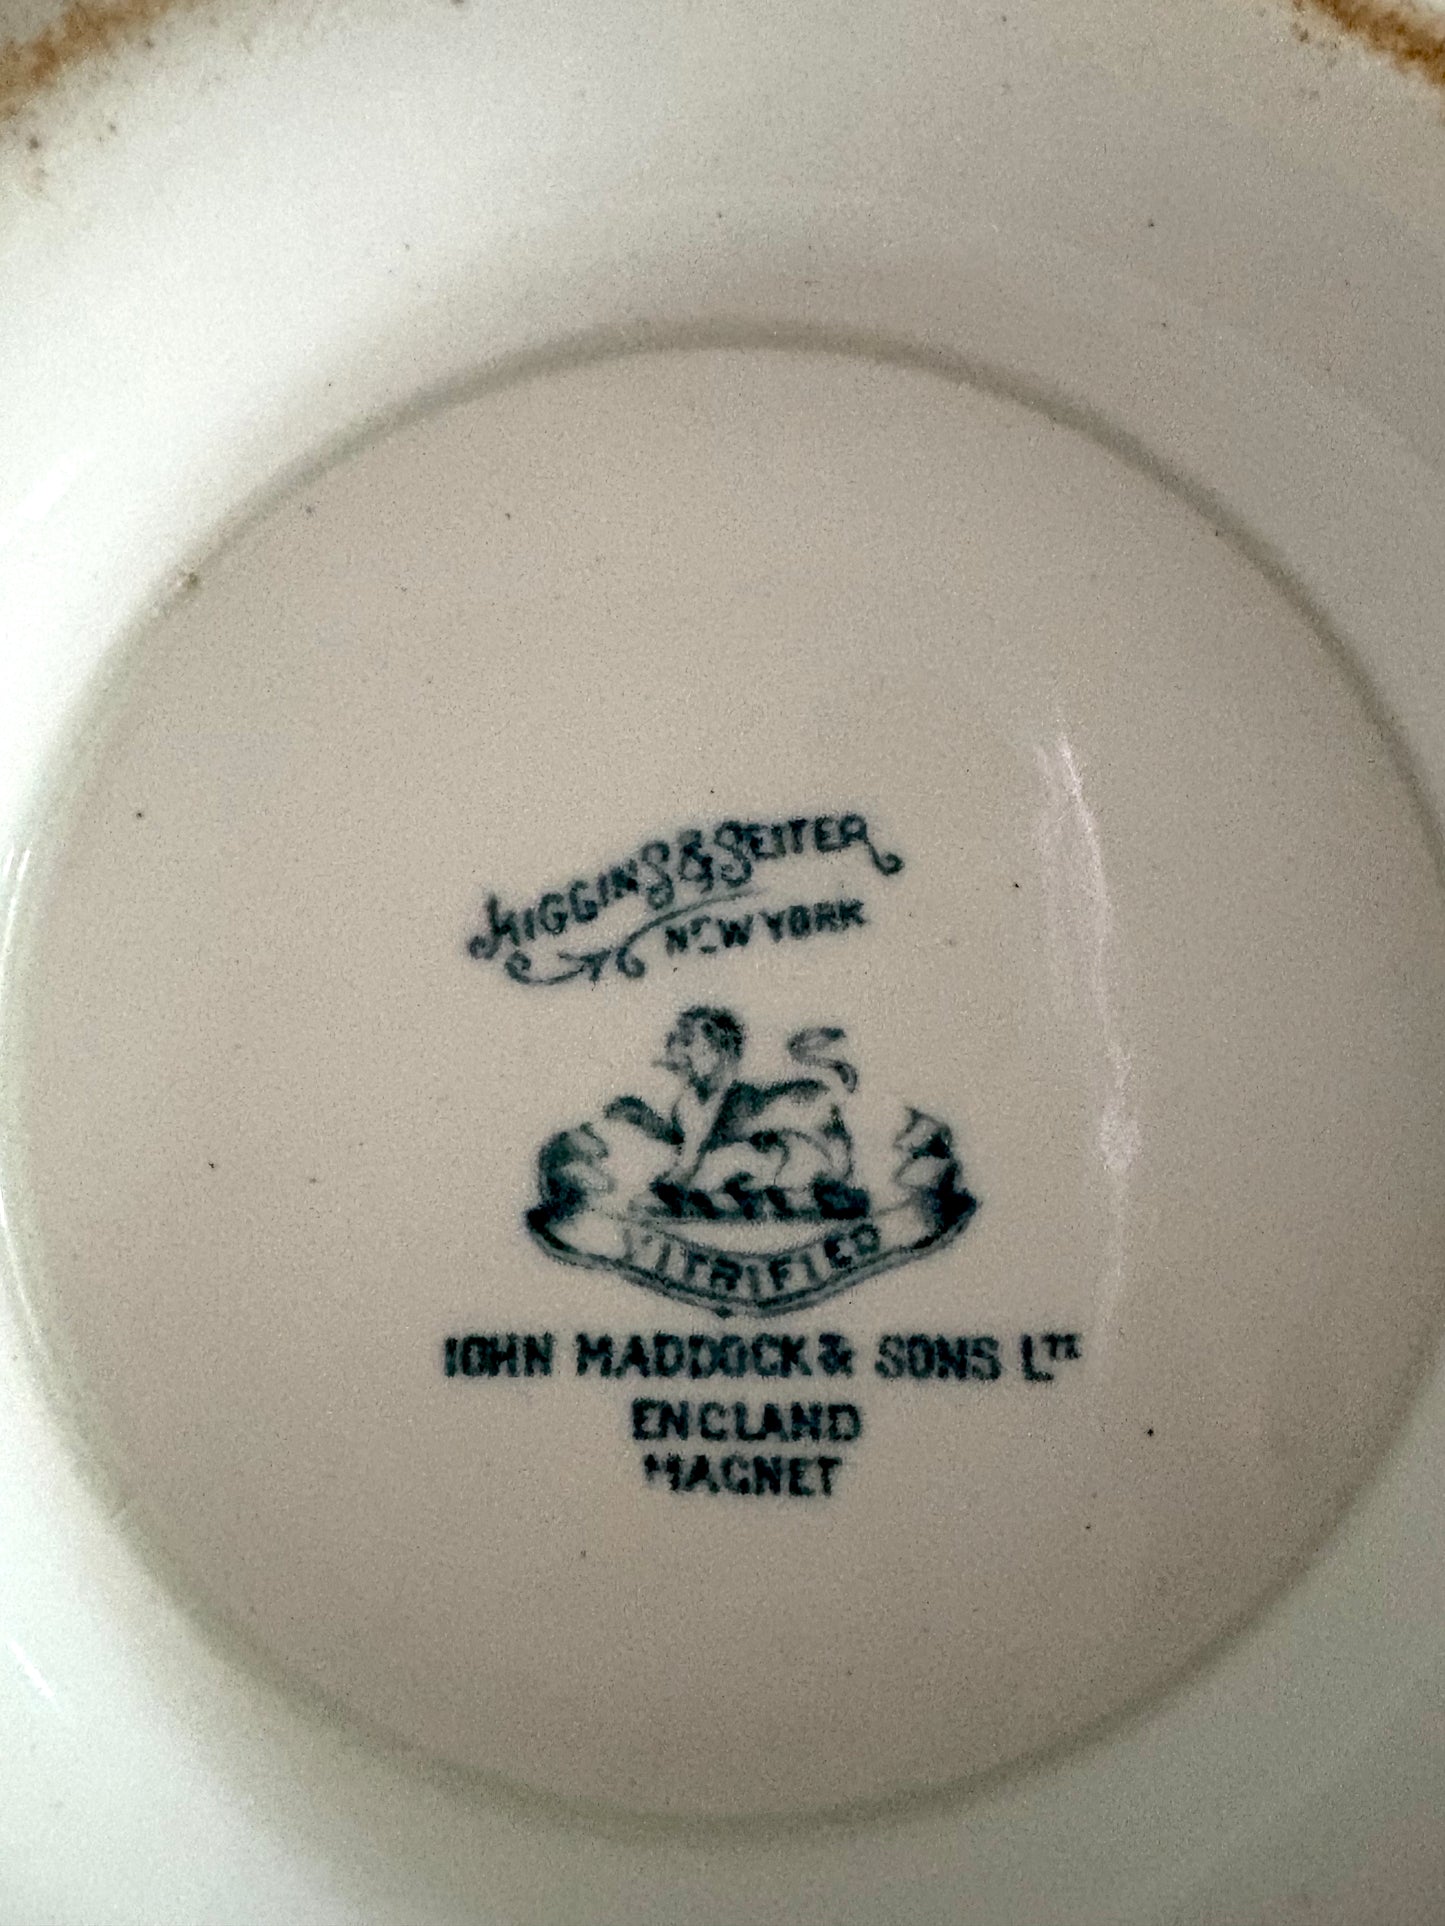 HIGGINS & SEITER
NEW YORK
VITRIFIED
JOHN MADDOCK & SONS LTD
ENGLAND
MAGNET